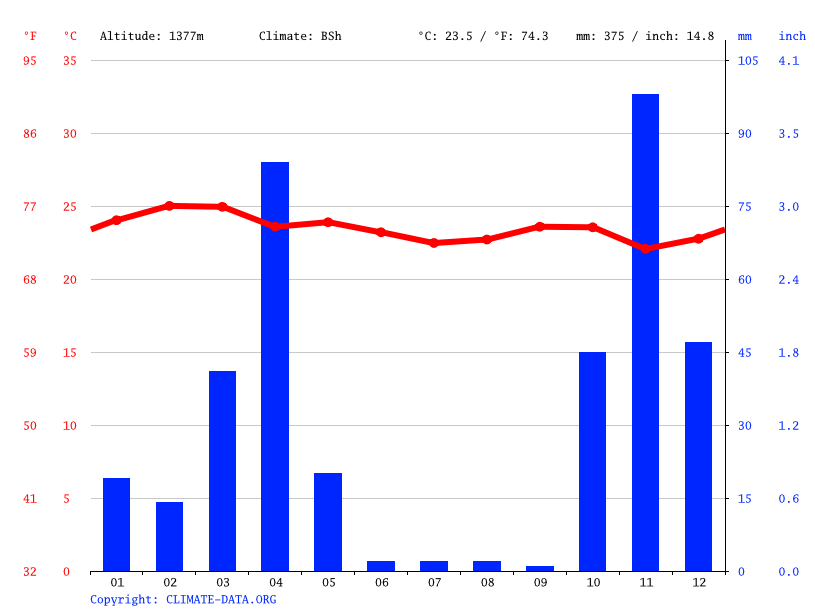 °F °C Altitude: 1377m Climate: BSh °C: 23.5 / °F: 74.3 mm: 375 / inch: 14.8 mm inch
95 35 105 4.1
86 30 90 3.5
77 25 75 3.0
68 20 60 2.4
59 15 45 1.8
50 10 30 1.2
41 5 15 0.6
32 0 0 0.0
01 02 03 04 05 06 07 08 09 10 11 12
Copyright: CLIMATE-DATA.ORG